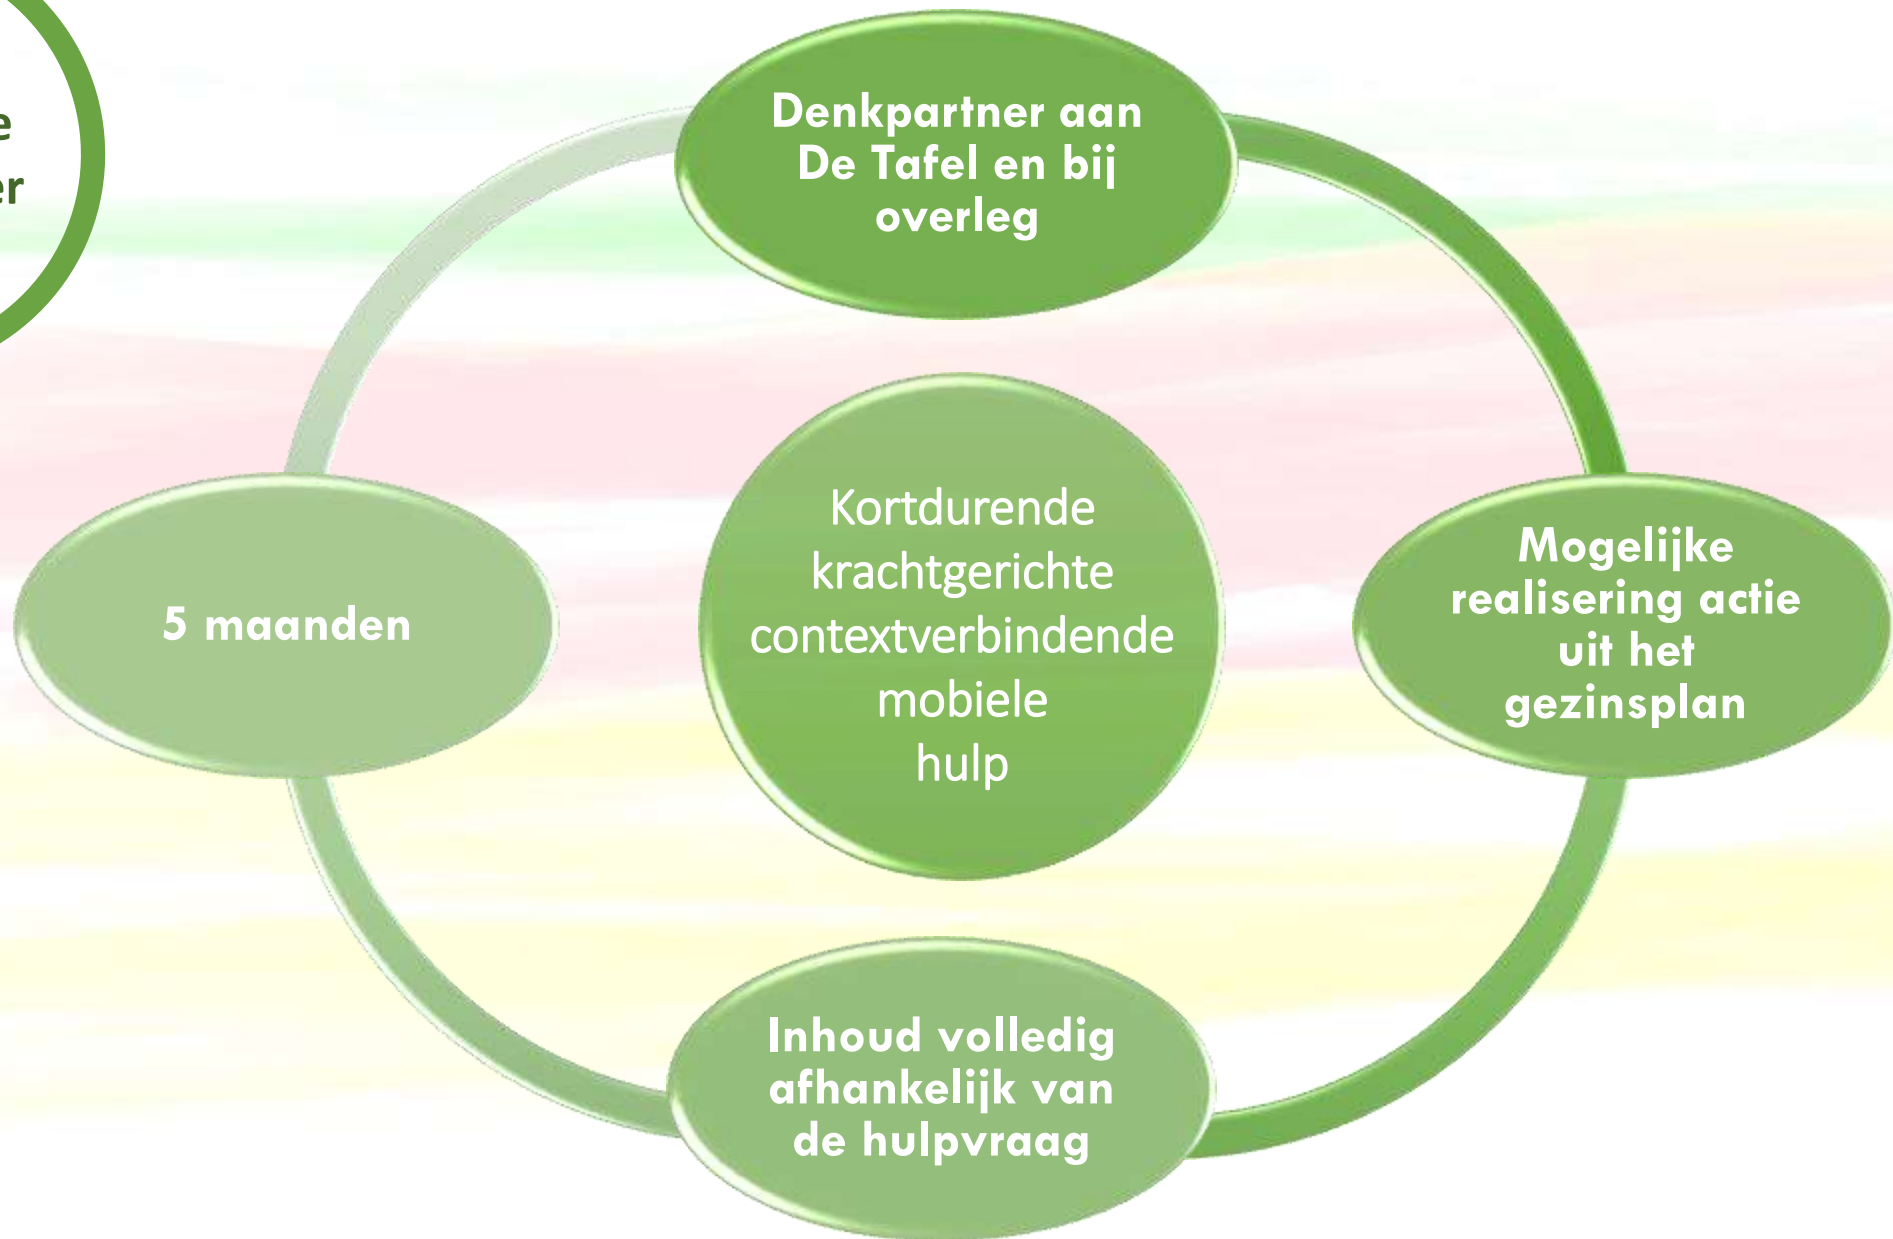 Denkpartner aan
De Tafel en bij
overleg
Kortdurende
krachtgerichte
contextverbindende
mobiele
hulp
Mogelijke
realisering actie
uit het
gezinsplan
5 maanden
Inhoud volledig
afhankelijk van
de hulpvraag